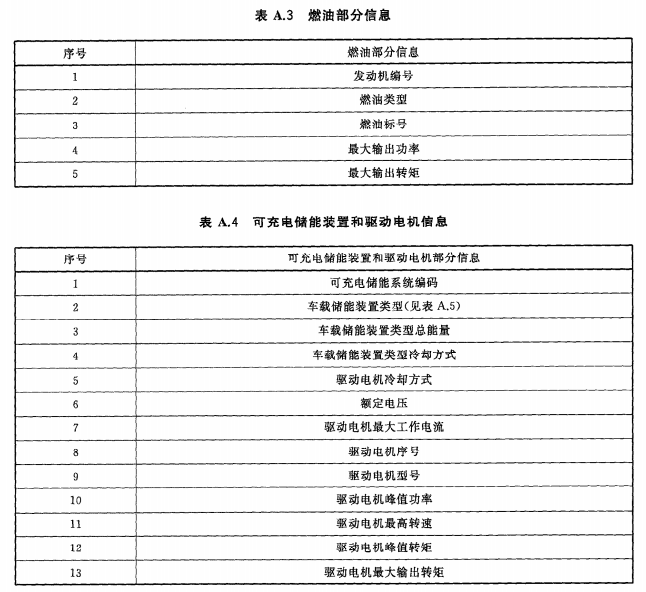 表 A.3 燃油部分信息
序号 燃油部分信息
1 发动机编号
2 燃油类型
3 燃油标号
4 最大输出功率
5 最大输出转矩
表 A.4 可充电储能装置和驱动电机信息
序号 可充电储能装置和驱动电机部分信息
1 可充电储能系统编码
2 车载储能装置类型(见表 A.5)
3 车载储能装置类型总能量
4 车载储能装置类型冷却方式
5 驱动电机冷却方式
6 额定电压
7 驱动电机最大工作电流
8 驱动电机序号
9 驱动电机型号
10 驱动电机峰值功率
11 驱动电机最高转速
12 驱动电机峰值转矩
13 驱动电机最大输出转矩